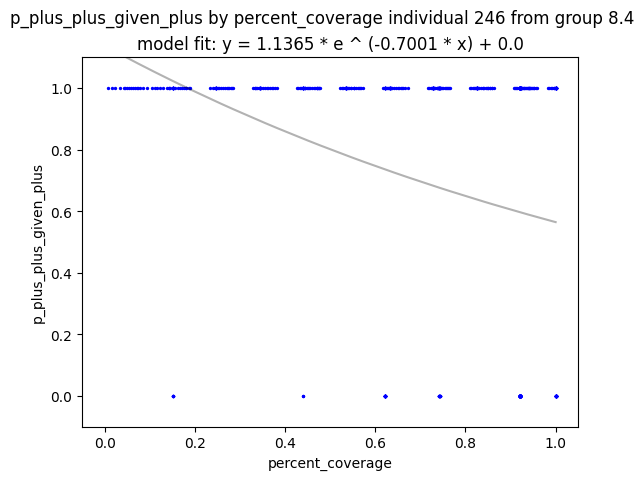 p_plus_plus_given_plus by percent_coverage individual 246 from group 8.4
model fit: y = 1.1365 * e ^ (-0.7001 * x) + 0.0
1.0
0.8
0.6
0.4
0.2
0.0
p_plus_plus_given_plus
0.0 0.2 0.4 0.6 0.8 1.0
percent_coverage